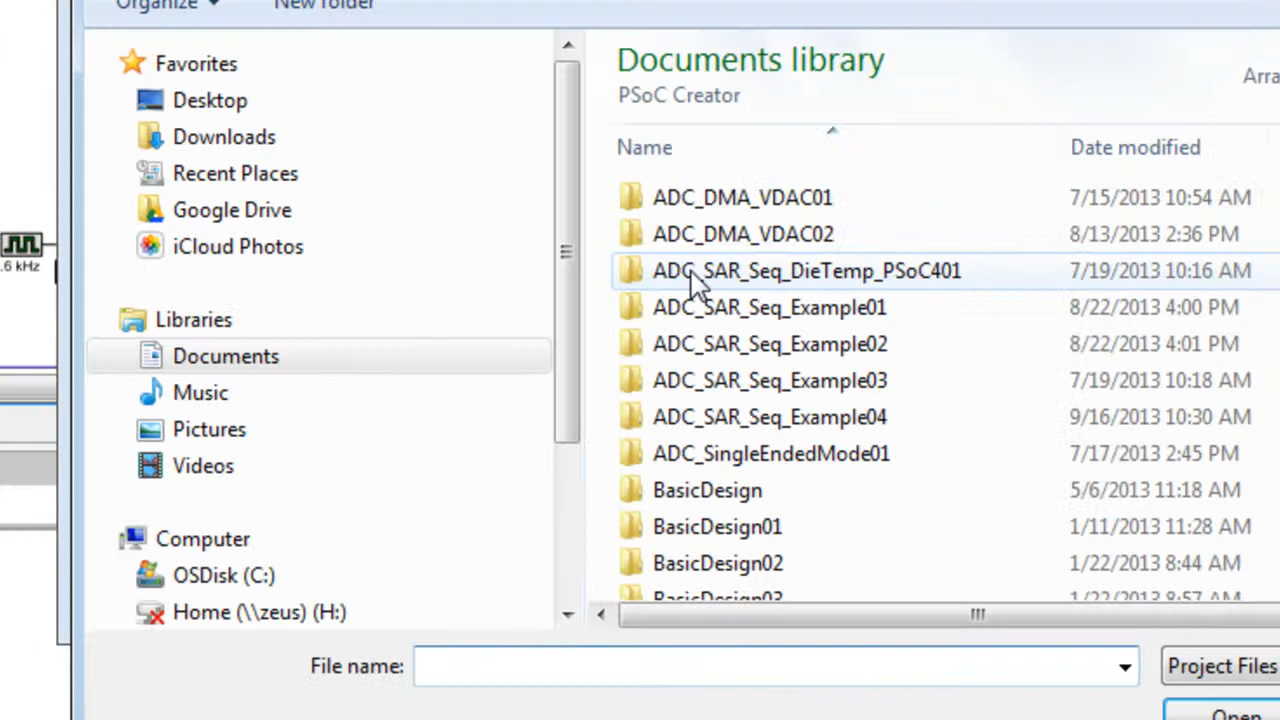 Organize
New folder
Favorites
Desktop
Downloads
Recent Places
Google Drive
iCloud Photos
Libraries
Documents
Music
Pictures
Videos
Computer
OSDisk (C:)
Home (\\zeus) (H:)
.6 kHz
Documents library
PSoC Creator
Arra
Name Date modified
ADC_DMA_VDAC01 7/15/2013 10:54 AM
ADC_DMA_VDAC02 8/13/2013 2:36 PM
ADC_SAR_Seq_DieTemp_PSoC401 7/19/2013 10:16 AM
ADC_SAR_Seq_Example01 8/22/2013 4:00 PM
ADC_SAR_Seq_Example02 8/22/2013 4:01 PM
ADC_SAR_Seq_Example03 7/19/2013 10:18 AM
ADC_SAR_Seq_Example04 9/16/2013 10:30 AM
ADC_SingleEndedMode01 7/17/2013 2:45 PM
BasicDesign 5/6/2013 11:18 AM
BasicDesign01 1/11/2013 11:28 AM
BasicDesign02 1/22/2013 8:44 AM
BasicDesign03 1/22/2013 8:57 AM
File name:
Project Files
Open